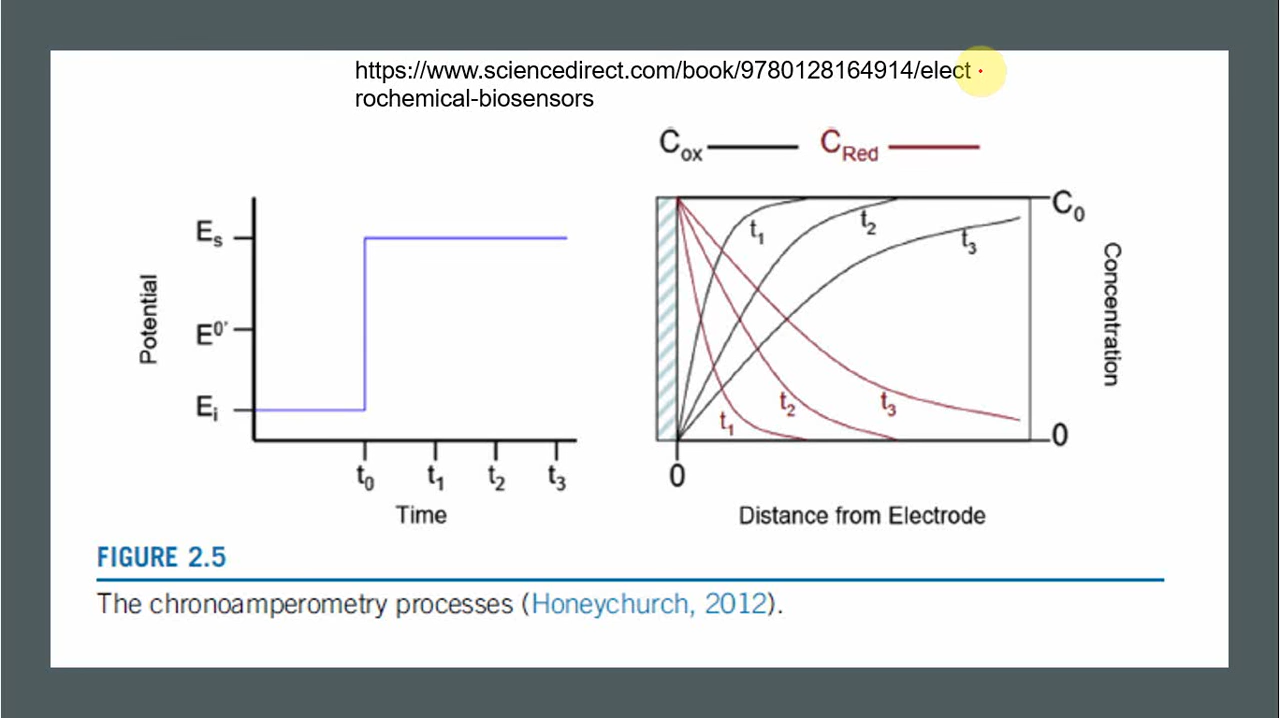 https://www.sciencedirect.com/book/9780128164914/elect
rochemical-biosensors
Cox
CRed
Potential
Es
E0'
Ei
t0
t1
t2
t3
Time
t1
t2
t3
t1
t2
t3
C0
0
Concentration
0
Distance from Electrode
FIGURE 2.5
The chronoamperometry processes (Honeychurch, 2012).